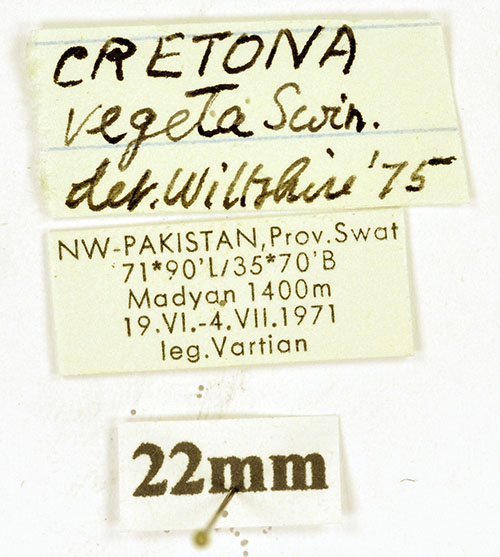 CRETONA
vegeta Swin.
det. Wiltshire '75
NW-PAKISTAN, Prov. Swat
71*90'L/35*70'B
Madyan 1400m
19.VI.-4.VII.1971
leg. Vartian
22mm